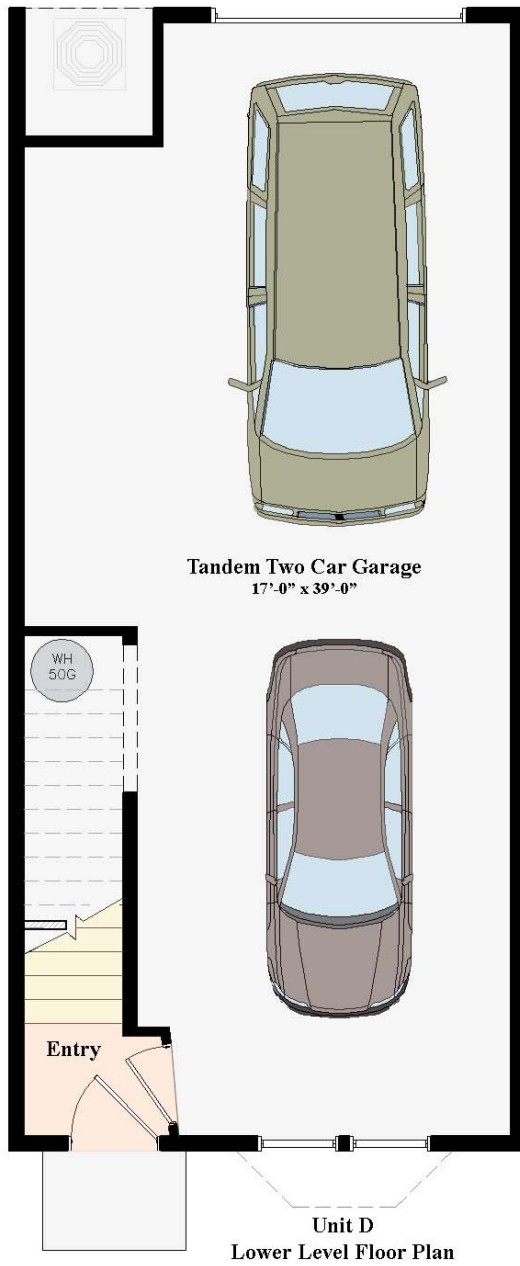 Tandem Two Car Garage
17’-0” x 39’-0”
WH
50G
Entry
Unit D
Lower Level Floor Plan